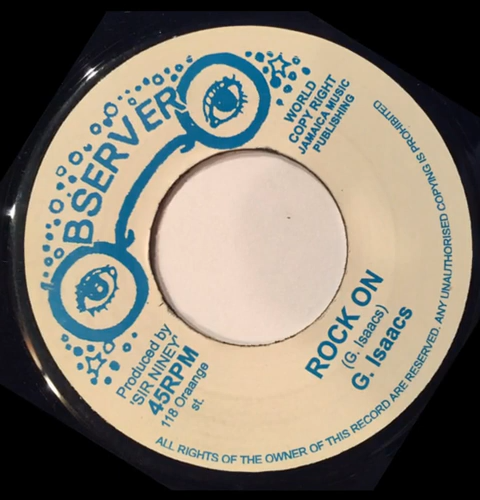 OBSERVER
WORLD
COPY RIGHT
JAMAICA MUSIC
PUBLISHING
Produced by
'SIR NINEY'
45RPM
118 Oraange
st.
ROCK ON
(G. Isaacs)
G. Isaacs
ALL RIGHTS OF THE OWNER OF THIS RECORD ARE RESERVED. ANY UNAUTHORISED COPYING IS PROHIBITED